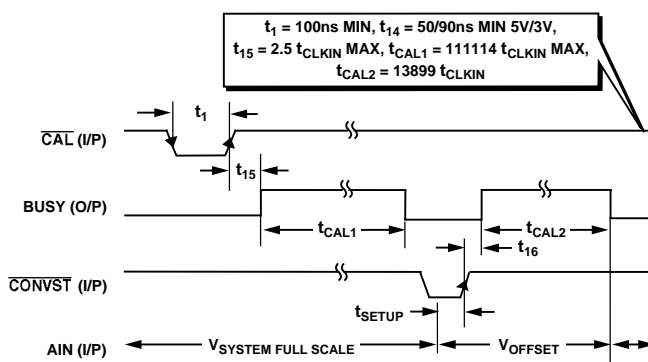 t1 = 100ns MIN, t14 = 50/90ns MIN 5V/3V,
t15 = 2.5 tCLKIN MAX, tCAL1 = 111114 tCLKIN MAX,
tCAL2 = 13899 tCLKIN
t1
CAL (I/P)
t15
BUSY (O/P)
tCAL1
tCAL2
t16
CONVST (I/P)
tSETUP
AIN (I/P)
VSYSTEM FULL SCALE
VOFFSET